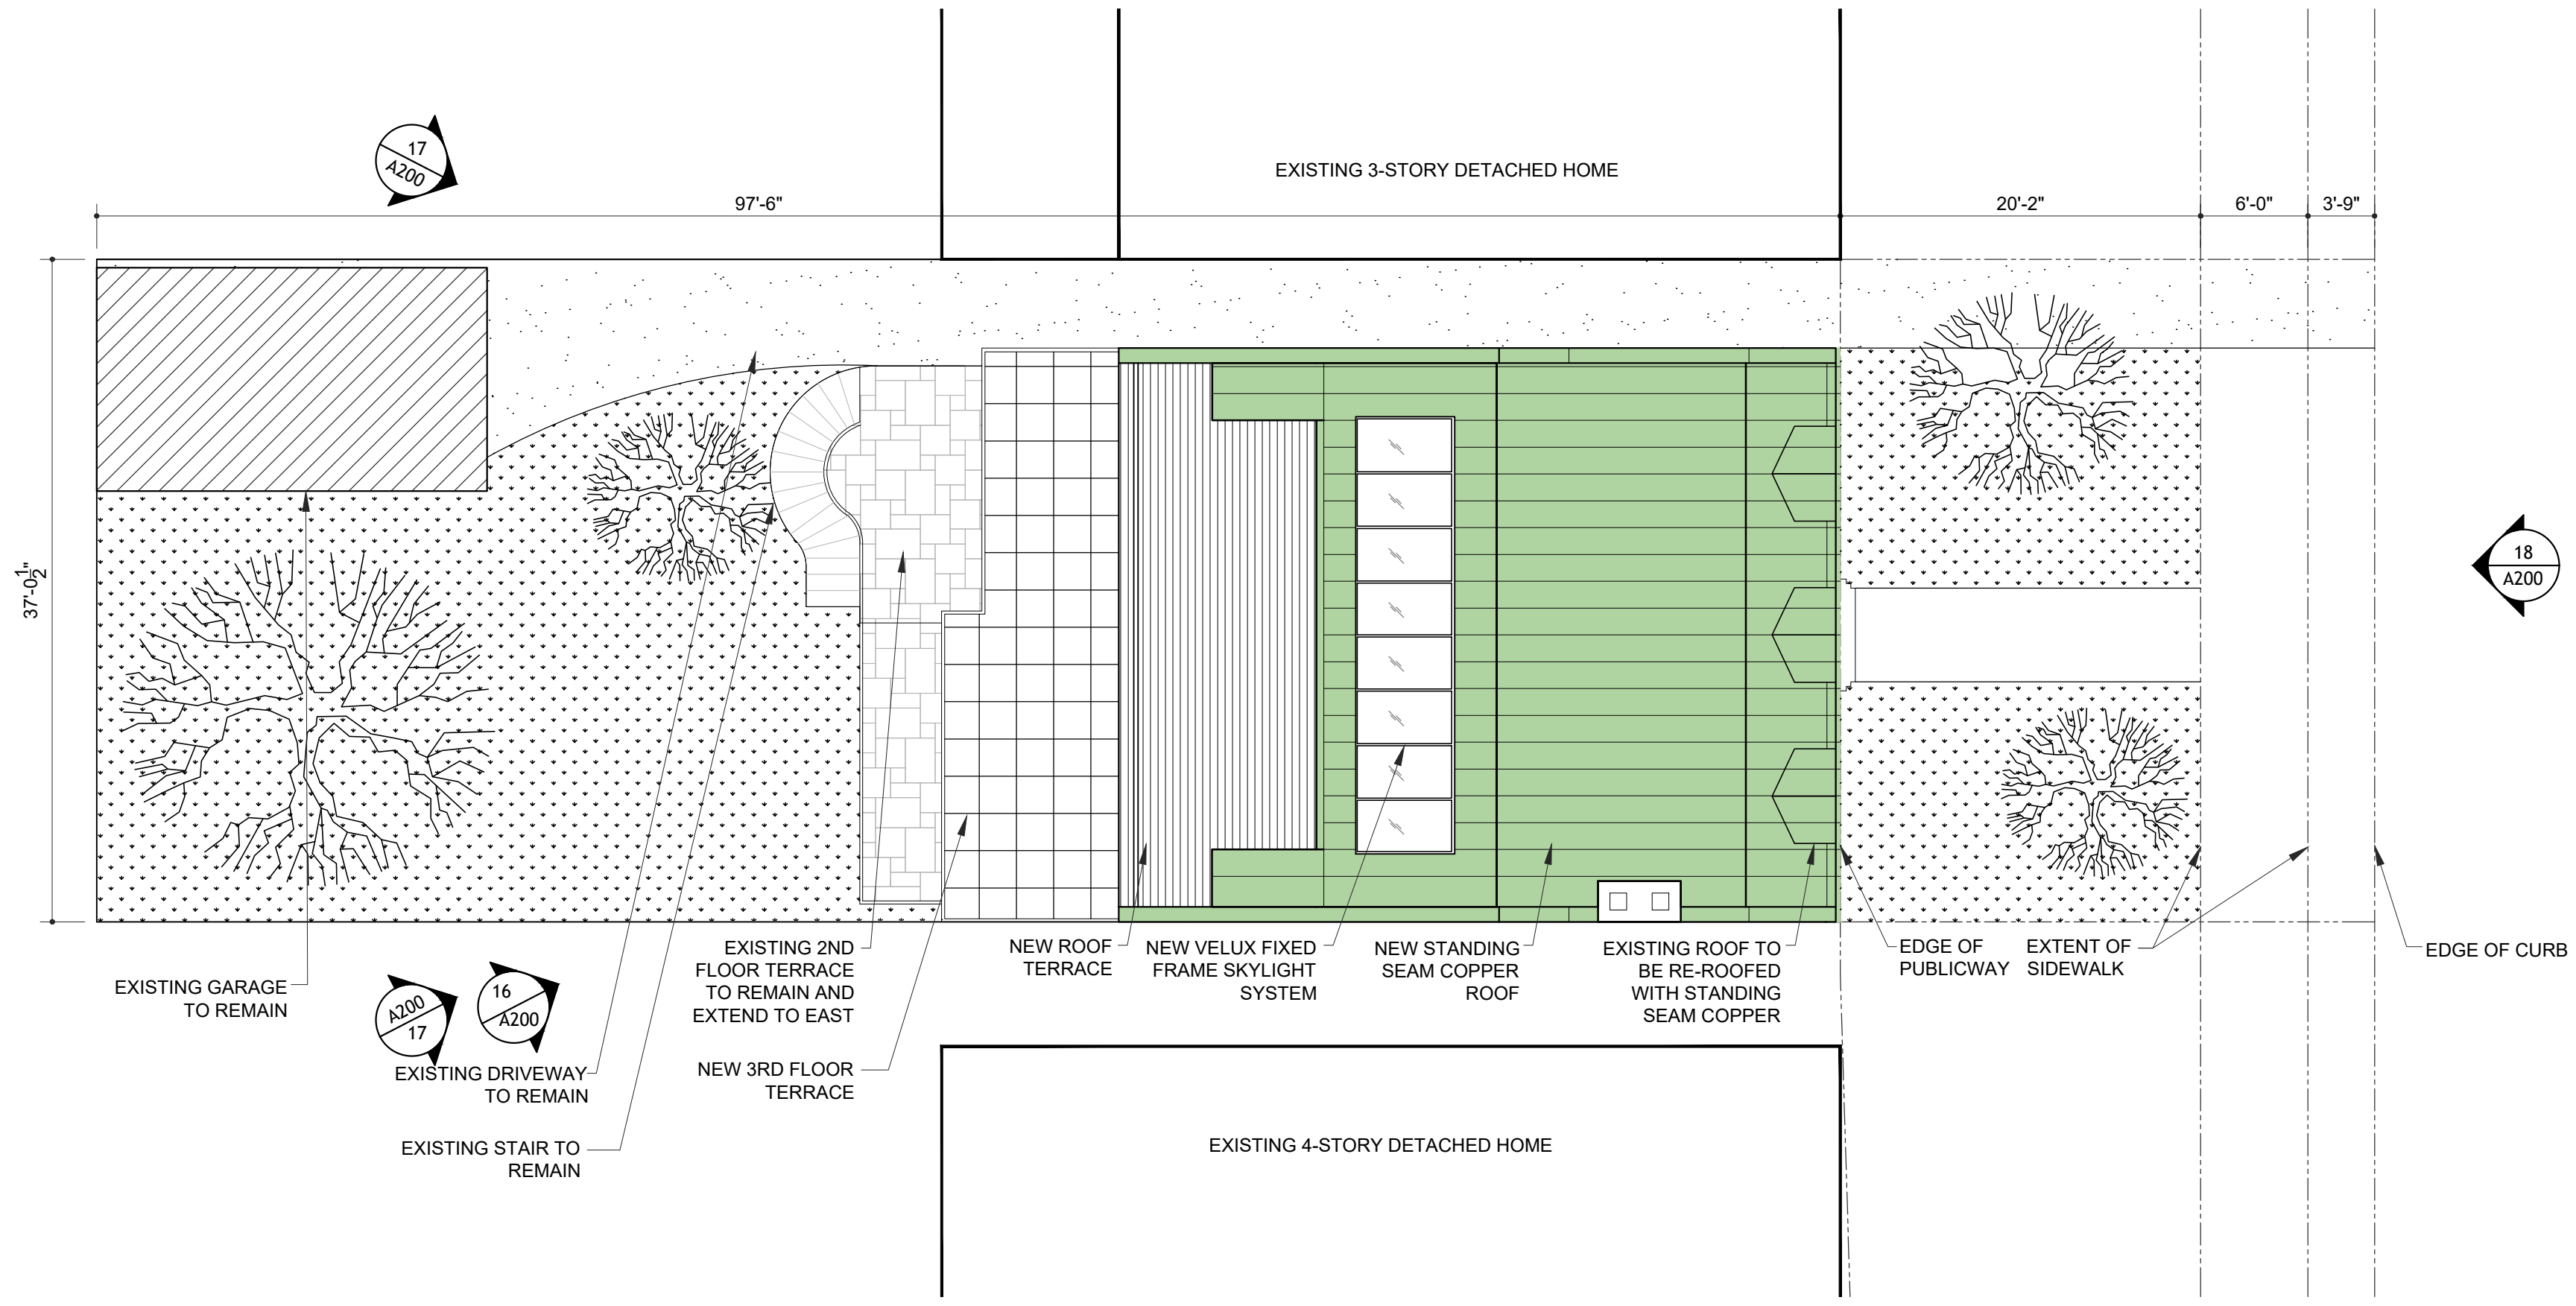 17
A200
EXISTING 3-STORY DETACHED HOME
97'-6"
20'-2"
6'-0"
3'-9"
37'-0 1/2"
18
A200
EXISTING GARAGE
TO REMAIN
A200
17
16
A200
EXISTING DRIVEWAY
TO REMAIN
EXISTING STAIR TO
REMAIN
EXISTING 2ND
FLOOR TERRACE
TO REMAIN AND
EXTEND TO EAST
NEW 3RD FLOOR
TERRACE
NEW ROOF
TERRACE
NEW VELUX FIXED
FRAME SKYLIGHT
SYSTEM
NEW STANDING
SEAM COPPER
ROOF
EXISTING ROOF TO
BE RE-ROOFED
WITH STANDING
SEAM COPPER
EDGE OF
PUBLICWAY
EXTENT OF
SIDEWALK
EDGE OF CURB
EXISTING 4-STORY DETACHED HOME